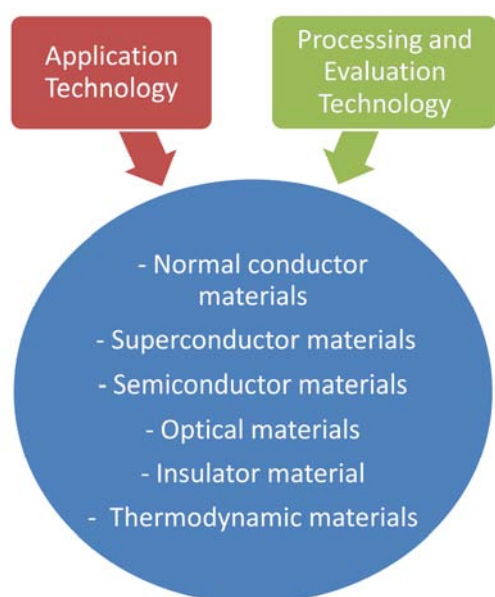 Application
Technology
Processing and
Evaluation
Technology
- Normal conductor
materials
- Superconductor materials
- Semiconductor materials
- Optical materials
- Insulator material
- Thermodynamic materials